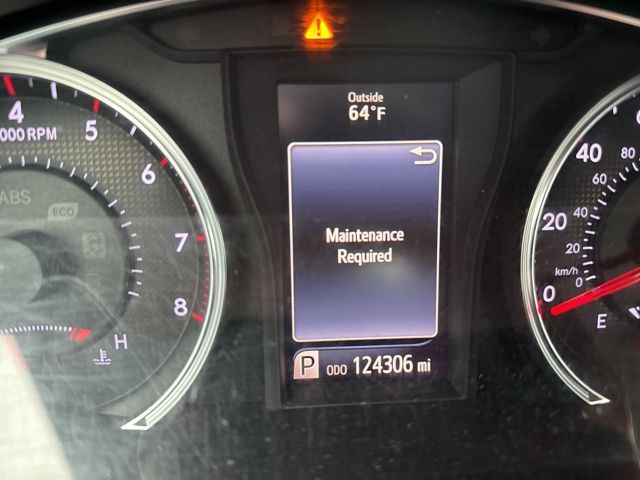 Outside
64°F
Maintenance
Required
P ODO 124306 mi
4
000 RPM
5
6
7
8
ABS
ECO
H
40
20
0
80
60
40
20
0
km/h
E